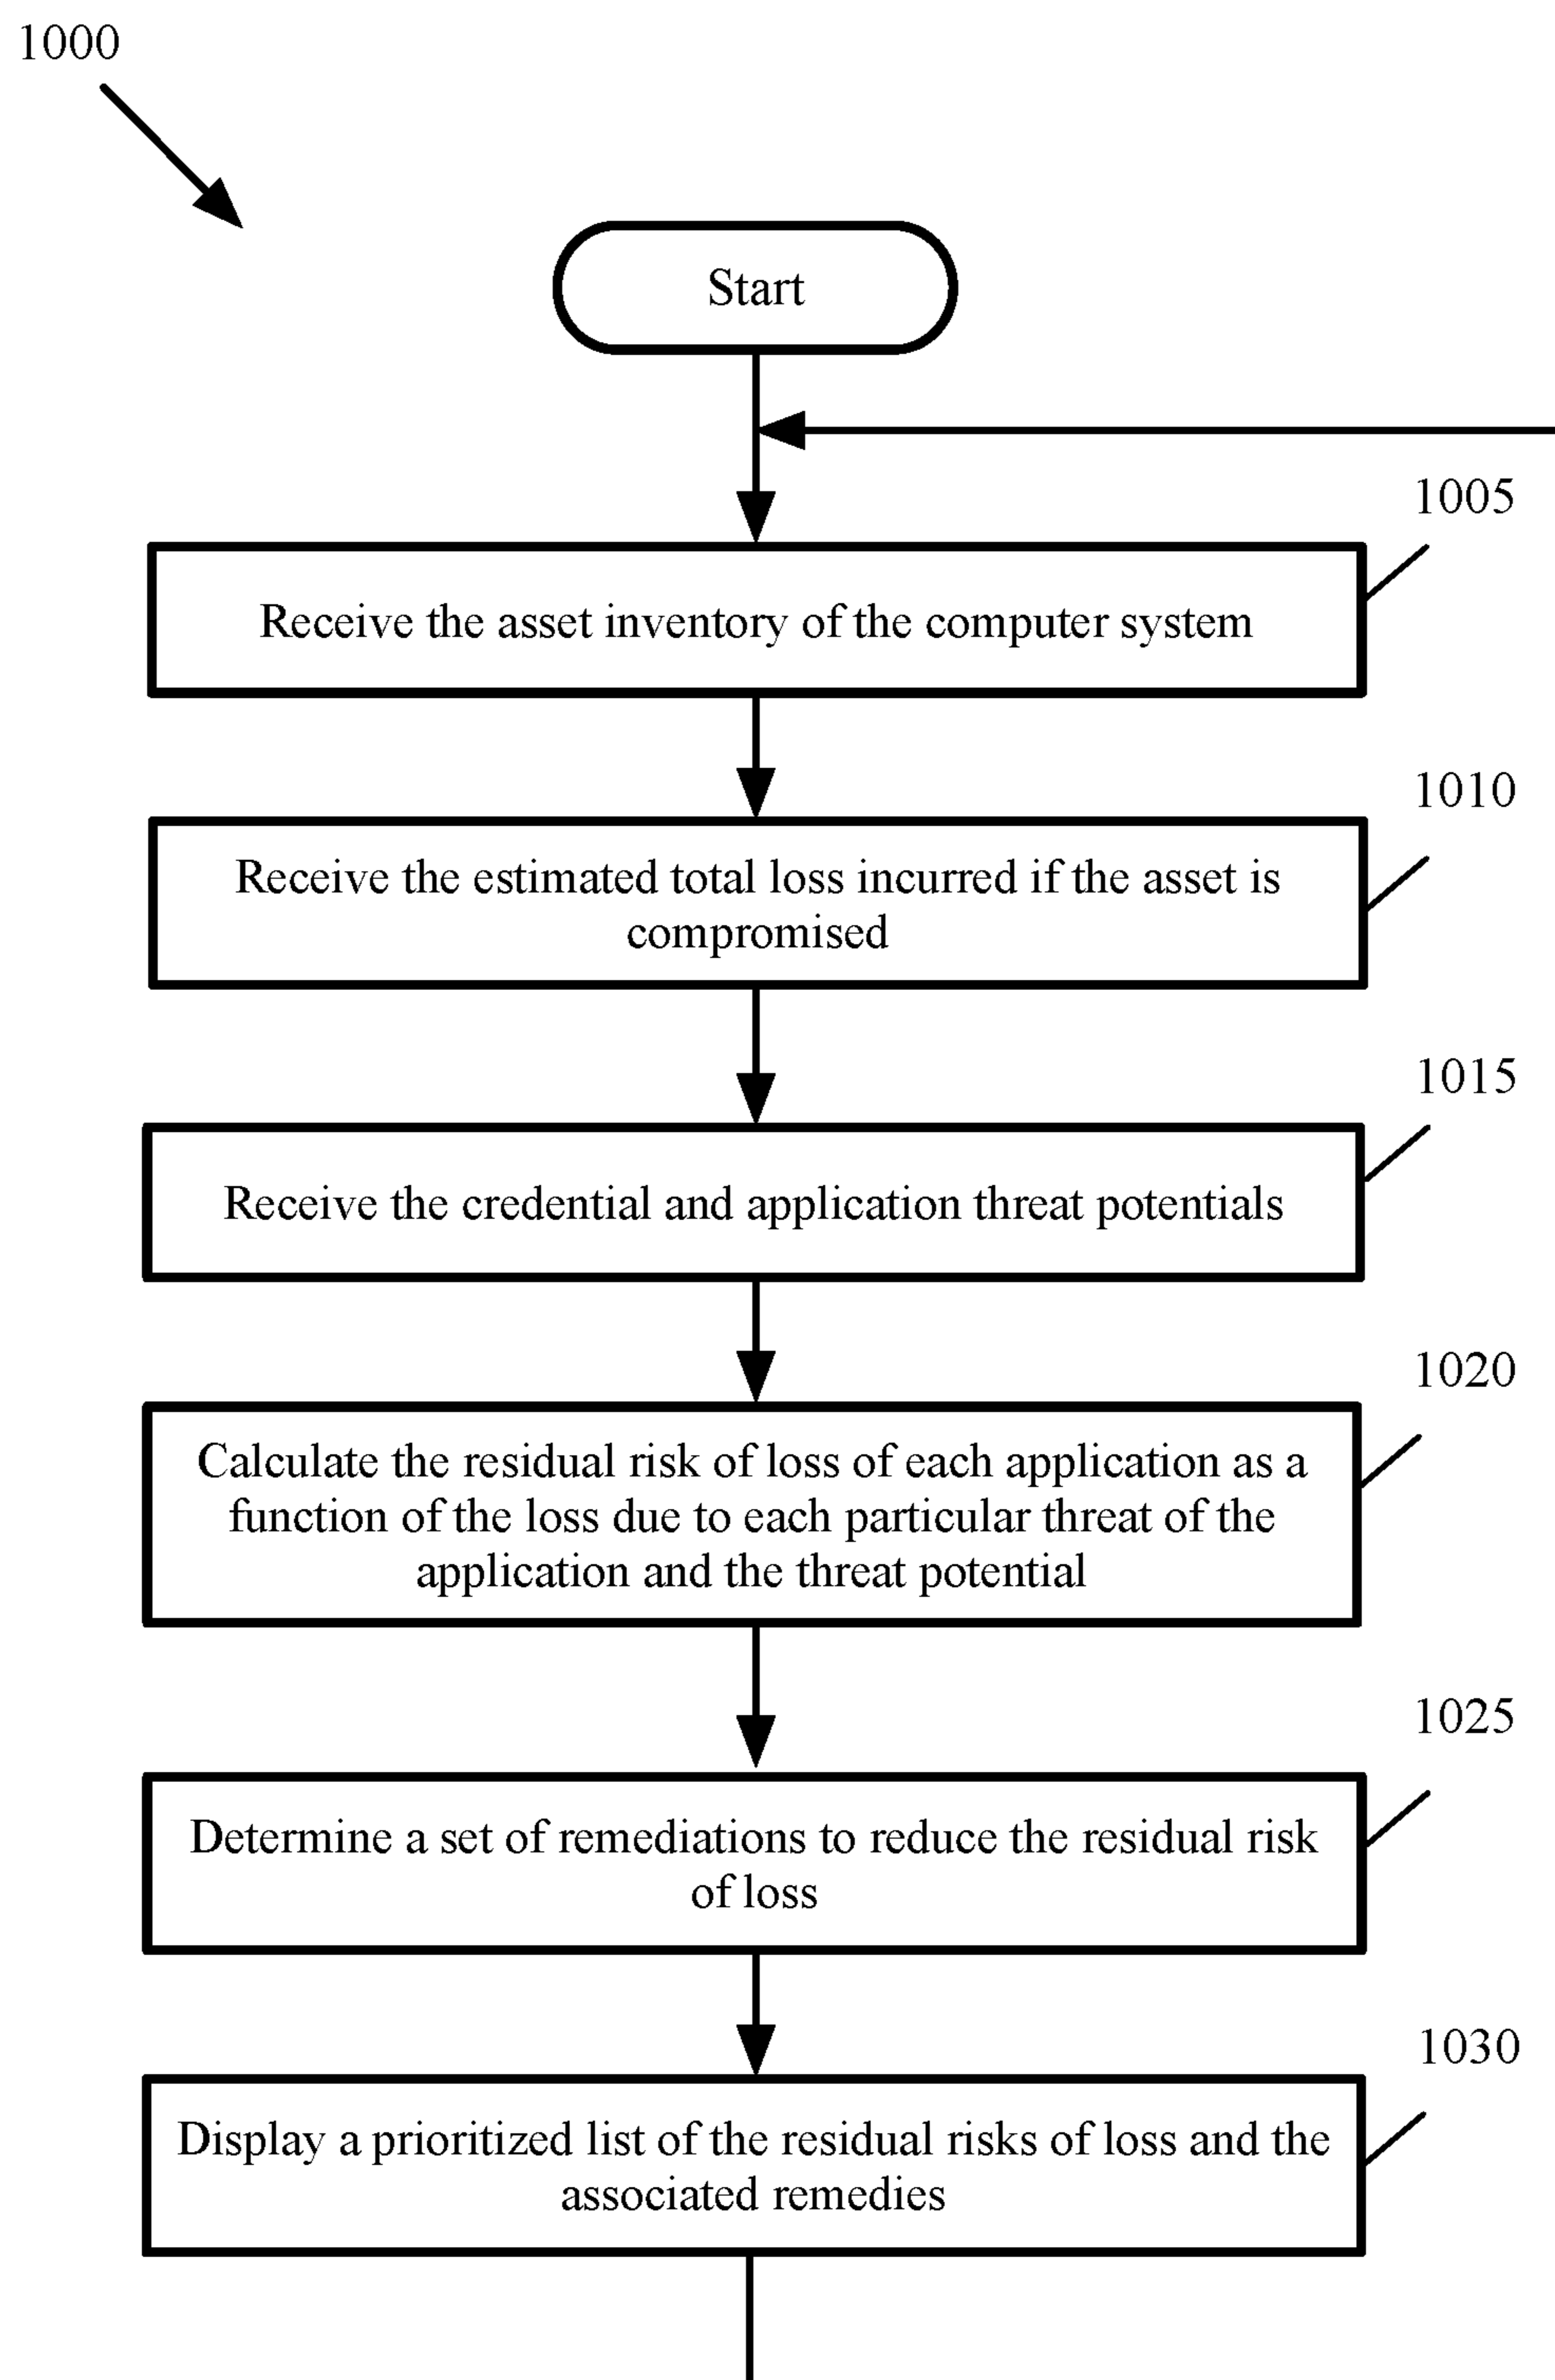 1000
Start
1005
Receive the asset inventory of the computer system
1010
Receive the estimated total loss incurred if the asset is
compromised
1015
Receive the credential and application threat potentials
1020
Calculate the residual risk of loss of each application as a
function of the loss due to each particular threat of the
application and the threat potential
1025
Determine a set of remediations to reduce the residual risk
of loss
1030
Display a prioritized list of the residual risks of loss and the
associated remedies